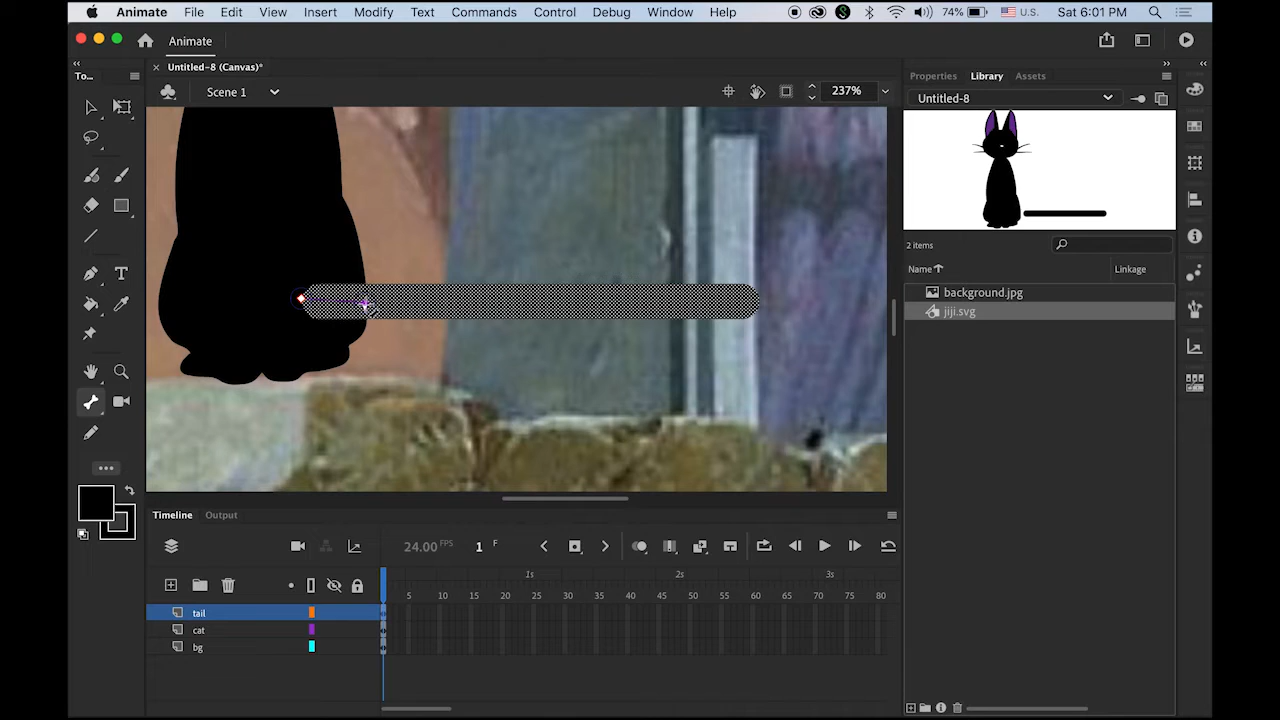 Animate File Edit View Insert Modify Text Commands Control Debug Window Help 74% U.S. Sat 6:01 PM
Animate
To... Untitled-8 (Canvas)* Properties Library Assets
Scene 1 237% Untitled-8
2 items
Name Linkage
background.jpg
jiji.svg
Timeline Output
24.00 FPS 1 F
1s 2s 3s
5 10 15 20 25 30 35 40 45 50 55 60 65 70 75 80
tail
cat
bg